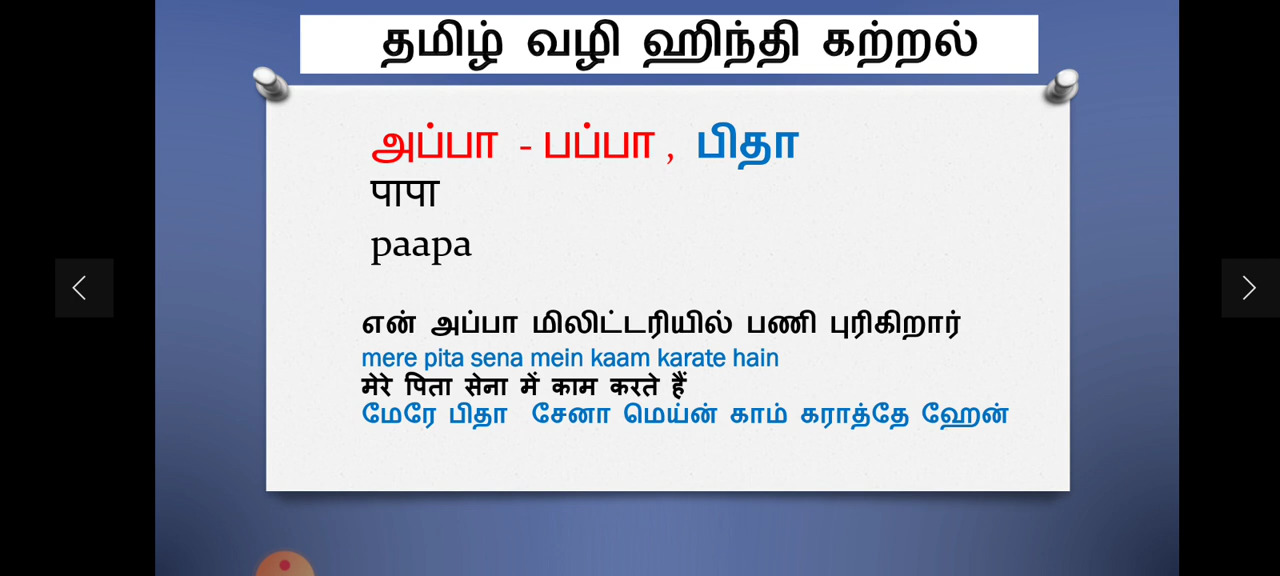 தமிழ் வழி ஹிந்தி கற்றல்
அப்பா - பப்பா , பிதா
पापा
paapa
என் அப்பா மிலிட்டரியில் பணி புரிகிறார்
mere pita sena mein kaam karate hain
मेरे पिता सेना में काम करते हैं
மேரே பிதா சேனா மெய்ன் காம் கராத்தே ஹேன்